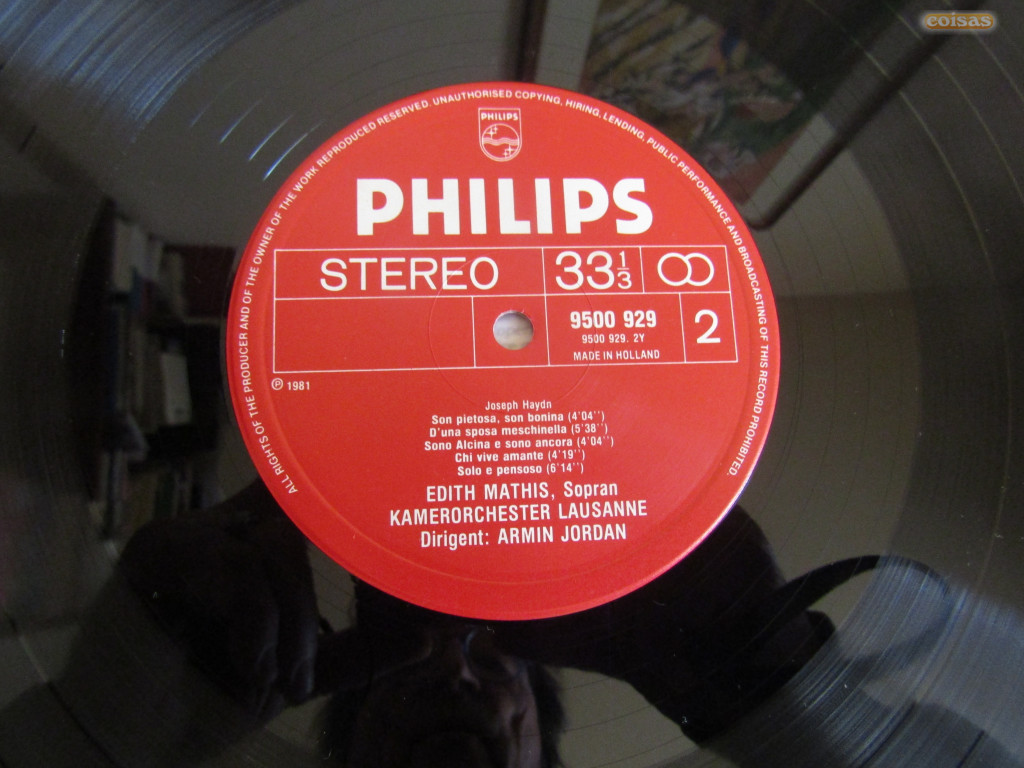 coisas
ALL RIGHTS OF THE PRODUCER AND OF THE OWNER OF THE WORK REPRODUCED RESERVED. UNAUTHORISED COPYING, HIRING, LENDING, PUBLIC PERFORMANCE AND BROADCASTING OF THIS RECORD PROHIBITED.
PHILIPS
PHILIPS
STEREO 33 1/3
9500 929
9500 929. 2Y
MADE IN HOLLAND
2
℗ 1981
Joseph Haydn
Son pietosa, son bonina (4'04'')
D'una sposa meschinella (5'38'')
Sono Alcina e sono ancora (4'04'')
Chi vive amante (4'19'')
Solo e pensoso (6'14'')
EDITH MATHIS, Sopran
KAMERORCHESTER LAUSANNE
Dirigent: ARMIN JORDAN